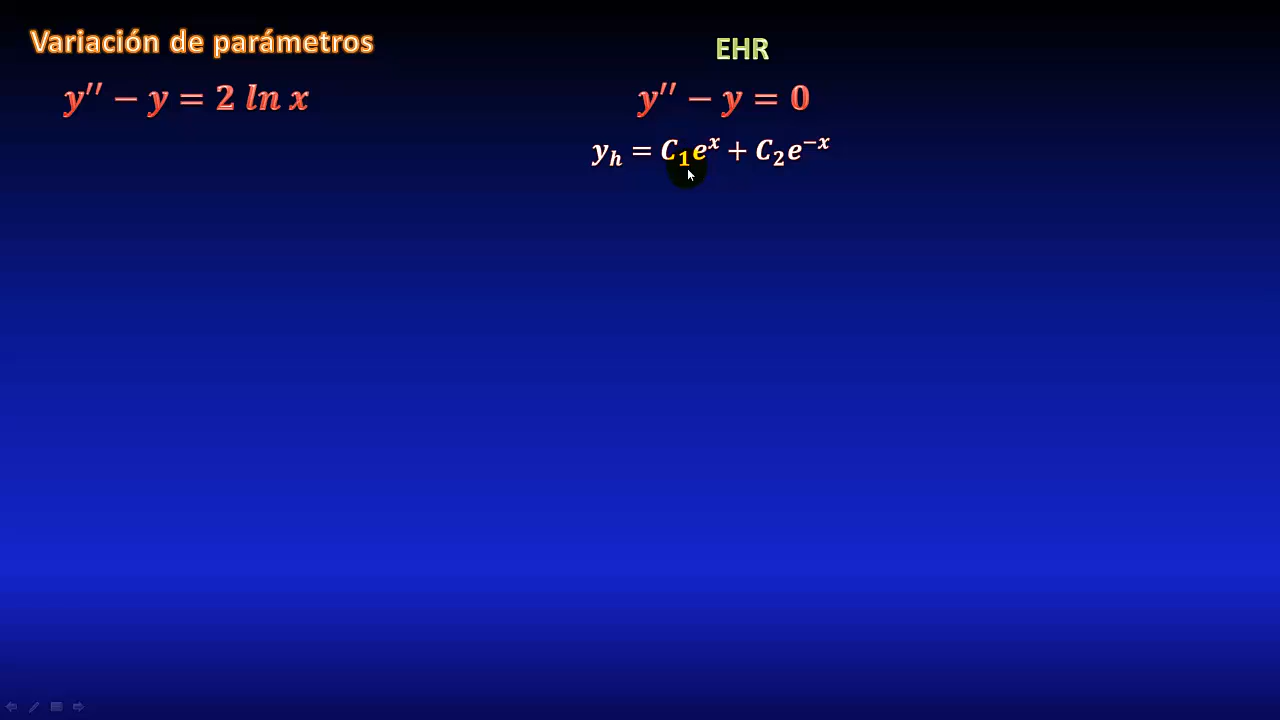 Variación de parámetros
y′′ − y = 2 ln x
EHR
y′′ − y = 0
yₕ = C₁eˣ + C₂e⁻ˣ